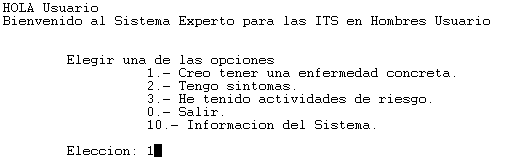 HOLA Usuario
Bienvenido al Sistema Experto para las ITS en Hombres Usuario
Elegir una de las opciones
1.- Creo tener una enfermedad concreta.
2.- Tengo sintomas.
3.- He tenido actividades de riesgo.
0.- Salir.
10.- Informacion del Sistema.
Eleccion: 1